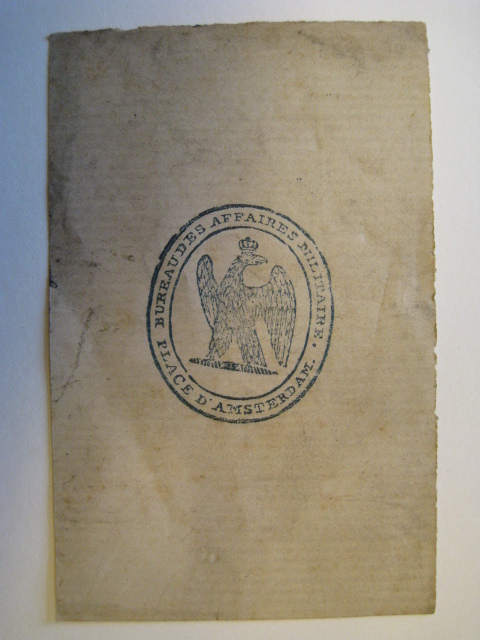 BUREAU DES AFFAIRES MILITAIRE.
PLACE D'AMSTERDAM.